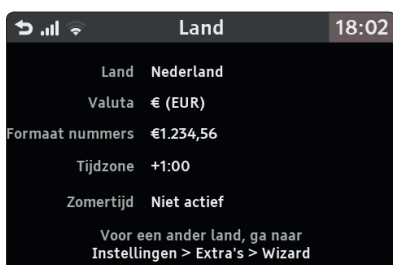 Land 18:02
Land Nederland
Valuta € (EUR)
Formaat nummers €1.234,56
Tijdzone +1:00
Zomertijd Niet actief
Voor een ander land, ga naar
Instellingen > Extra's > Wizard